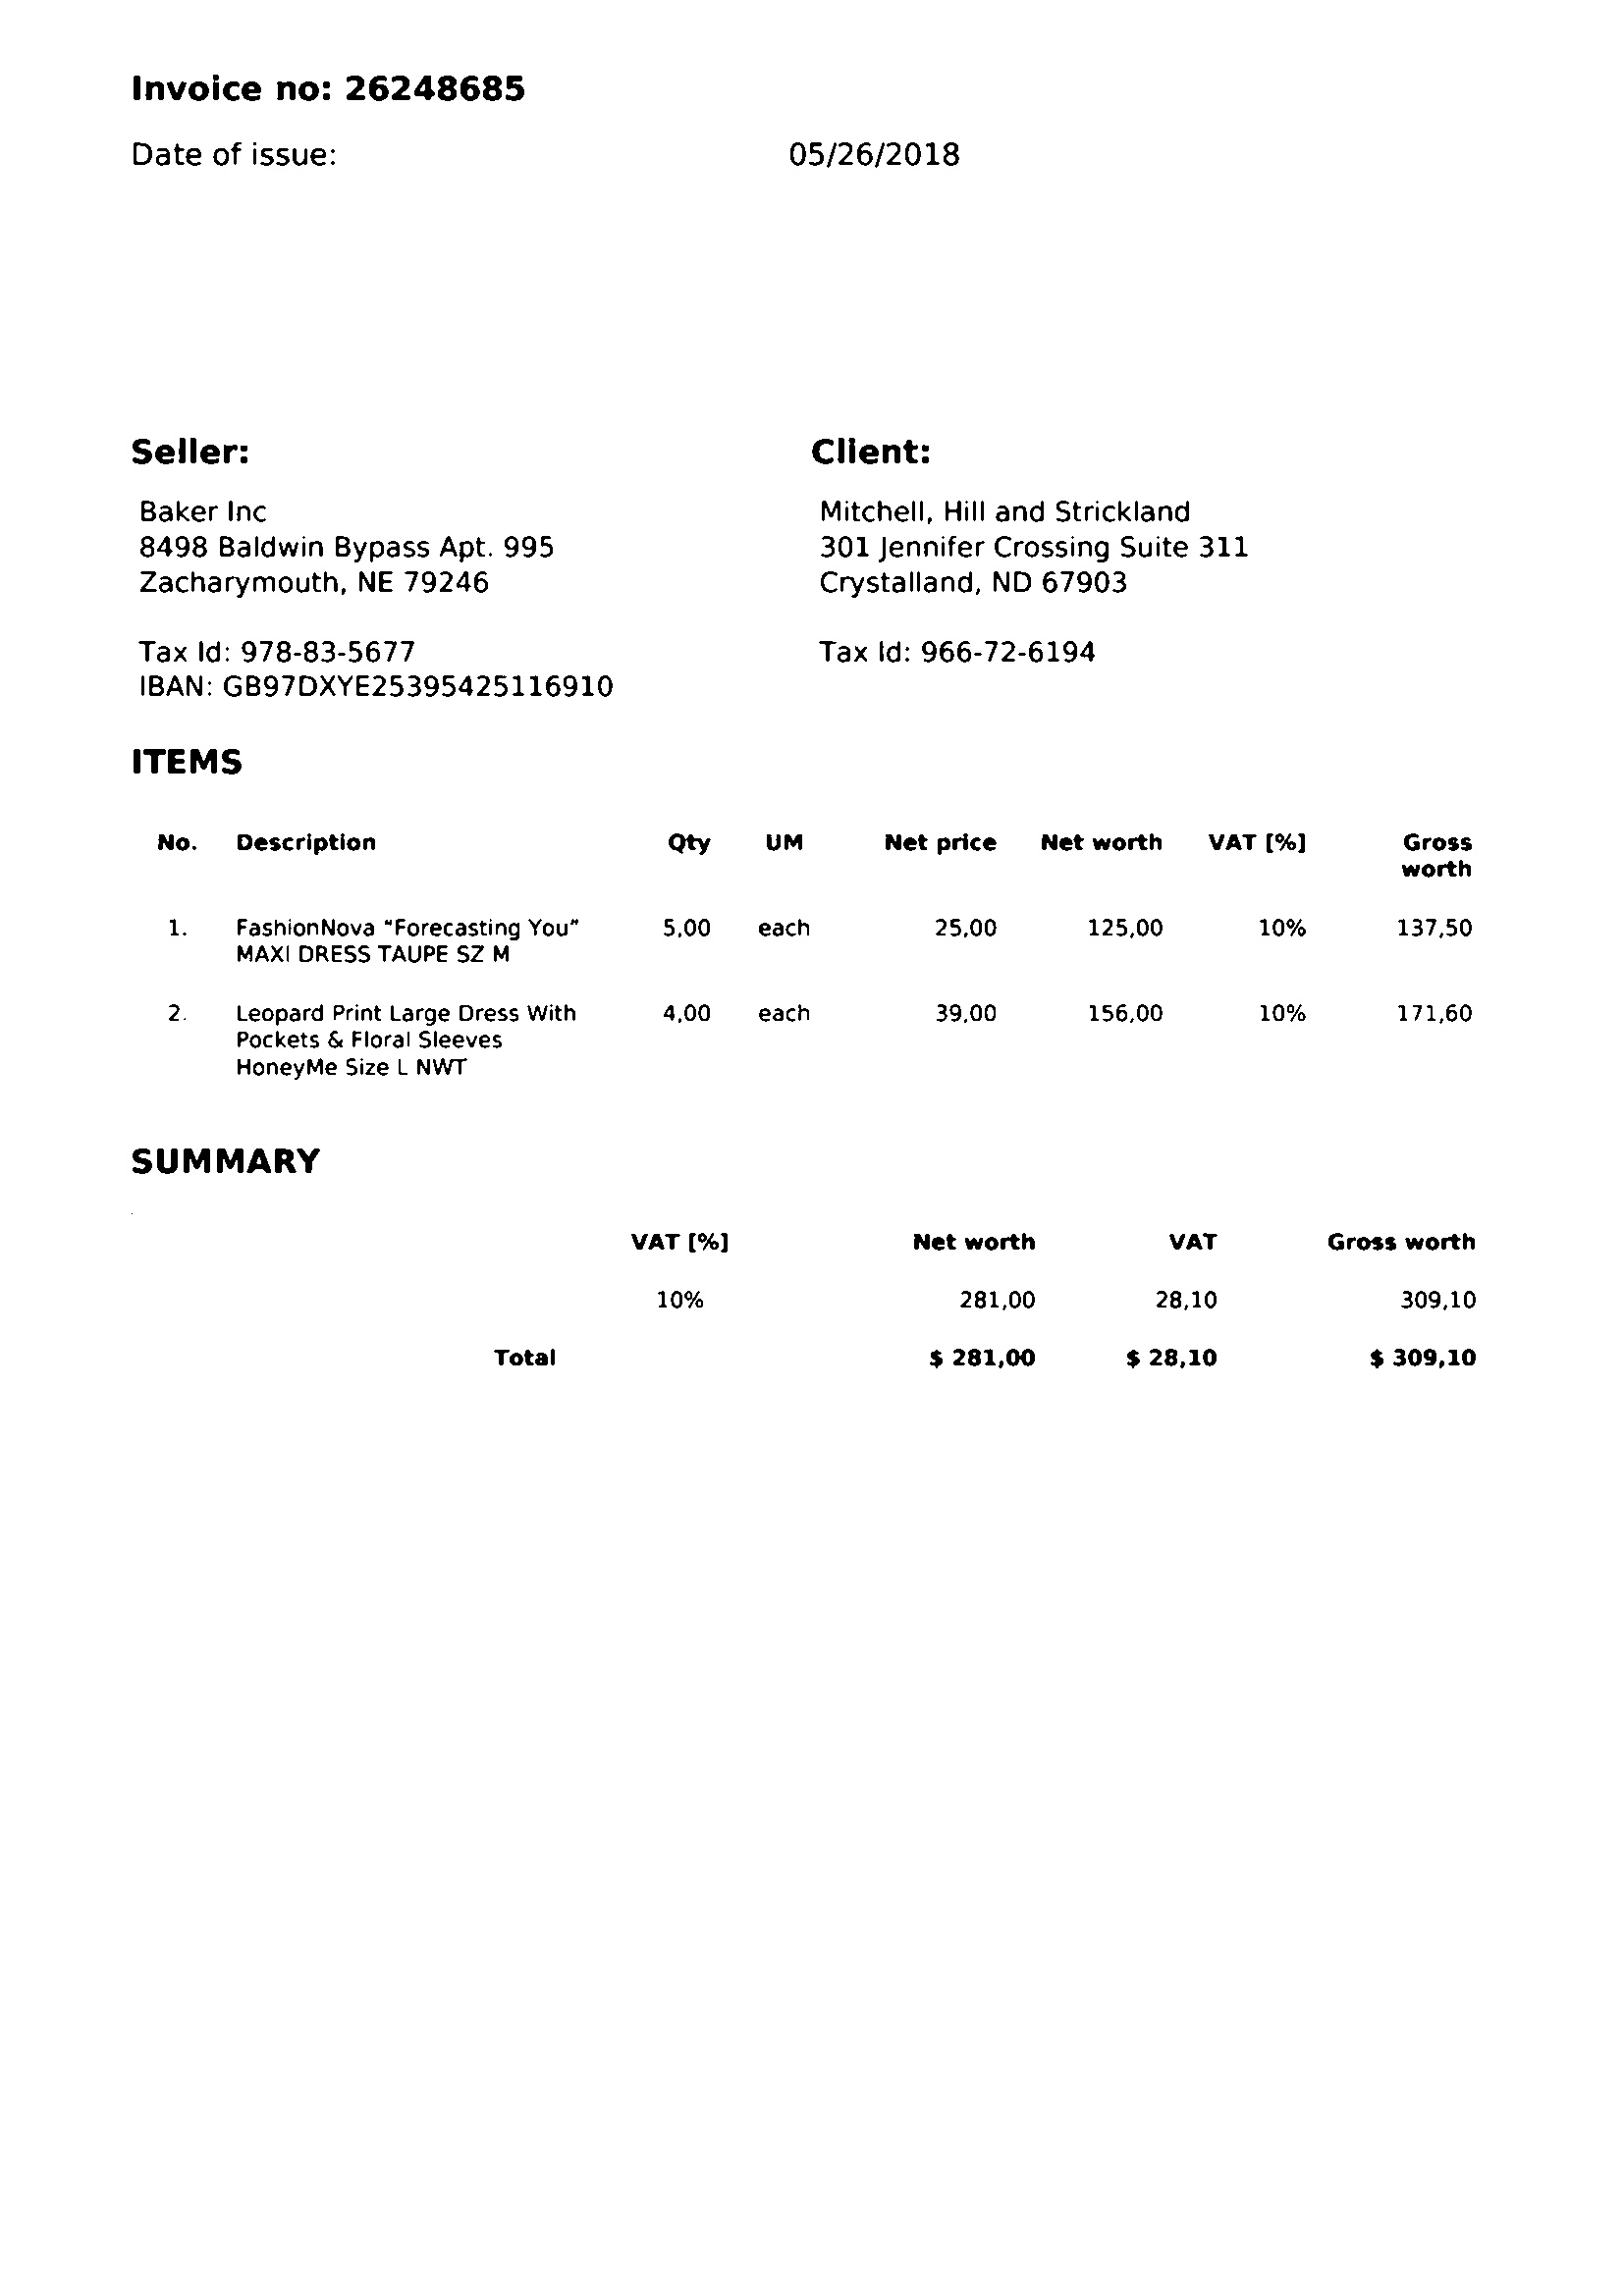 Invoice no: 26248685
Date of issue: 05/26/2018
Seller: Client:
Baker Inc Mitchell, Hill and Strickland
8498 Baldwin Bypass Apt. 995 301 Jennifer Crossing Suite 311
Zacharymouth, NE 79246 Crystalland, ND 67903
Tax Id: 978-83-5677 Tax Id: 966-72-6194
IBAN: GB97DXYE25395425116910
ITEMS
No. Description Qty UM Net price Net worth VAT [%] Gross
worth
1. FashionNova "Forecasting You" 5,00 each 25,00 125,00 10% 137,50
MAXI DRESS TAUPE SZ M
2. Leopard Print Large Dress With 4,00 each 39,00 156,00 10% 171,60
Pockets & Floral Sleeves
HoneyMe Size L NWT
SUMMARY
VAT [%] Net worth VAT Gross worth
10% 281,00 28,10 309,10
Total $ 281,00 $ 28,10 $ 309,10